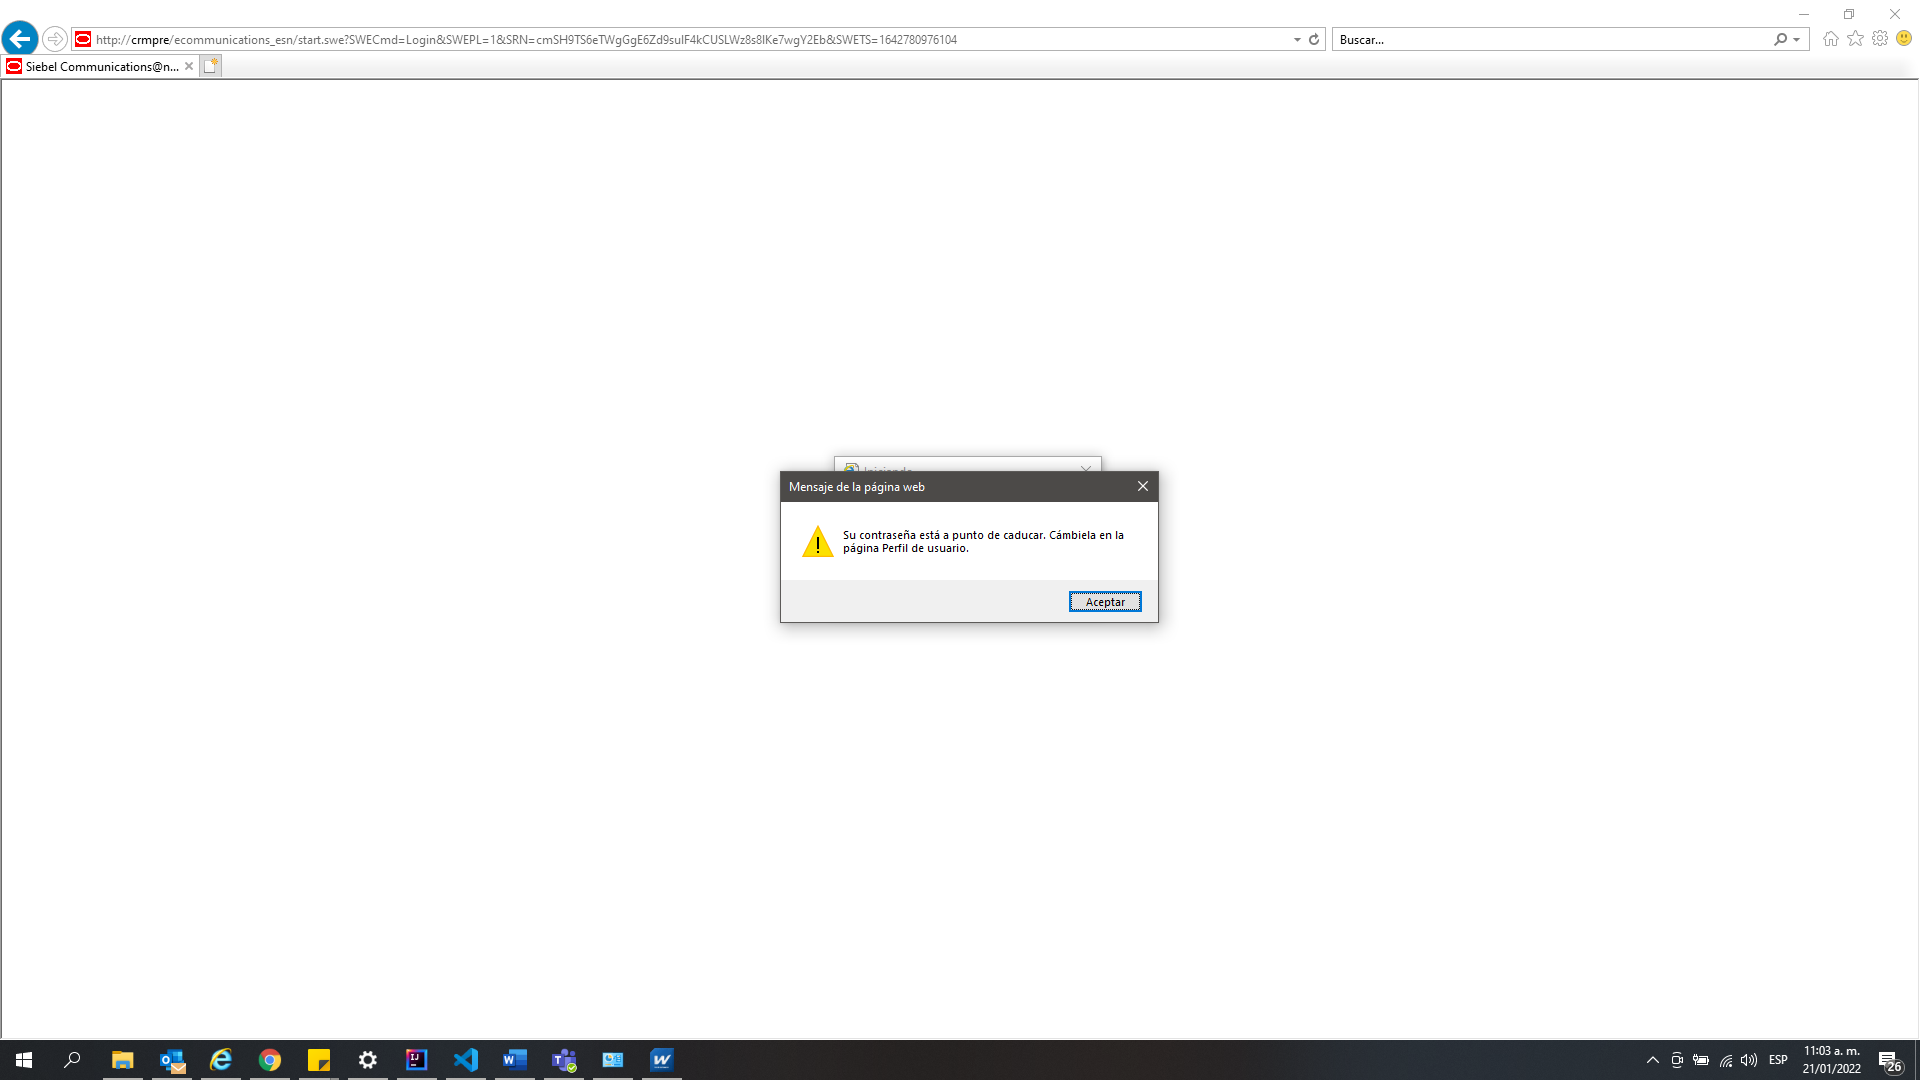 http://crmpre/ecommunications_esn/start.swe?SWECmd=Login&SWEPL=1&SRN=cmSH9TS6eTWgGgE6Zd9suIF4kCUSLWz8s8IKe7wgY2Eb&SWETS=1642780976104
Buscar...
Siebel Communications@n...
Iniciando
Mensaje de la página web
Su contraseña está a punto de caducar. Cámbiela en la
página Perfil de usuario.
Aceptar
ESP
11:03 a. m.
21/01/2022
26